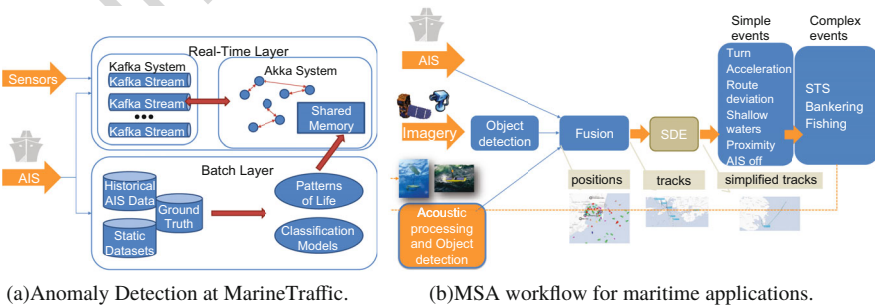 Real-Time Layer
Kafka System
Kafka Stream
Kafka Stream
Kafka Stream
Akka System
Shared
Memory
Sensors
AIS
Batch Layer
Historical
AIS Data
Ground
Truth
Static
Datasets
Patterns
of Life
Classification
Models
(a)Anomaly Detection at MarineTraffic.
AIS
Imagery
Object
detection
Acoustic
processing
and Object
detection
Fusion
SDE
positions
tracks
simplified tracks
Simple
events
Turn
Acceleration
Route
deviation
Shallow
waters
Proximity
AIS off
Complex
events
STS
Bankering
Fishing
(b)MSA workflow for maritime applications.